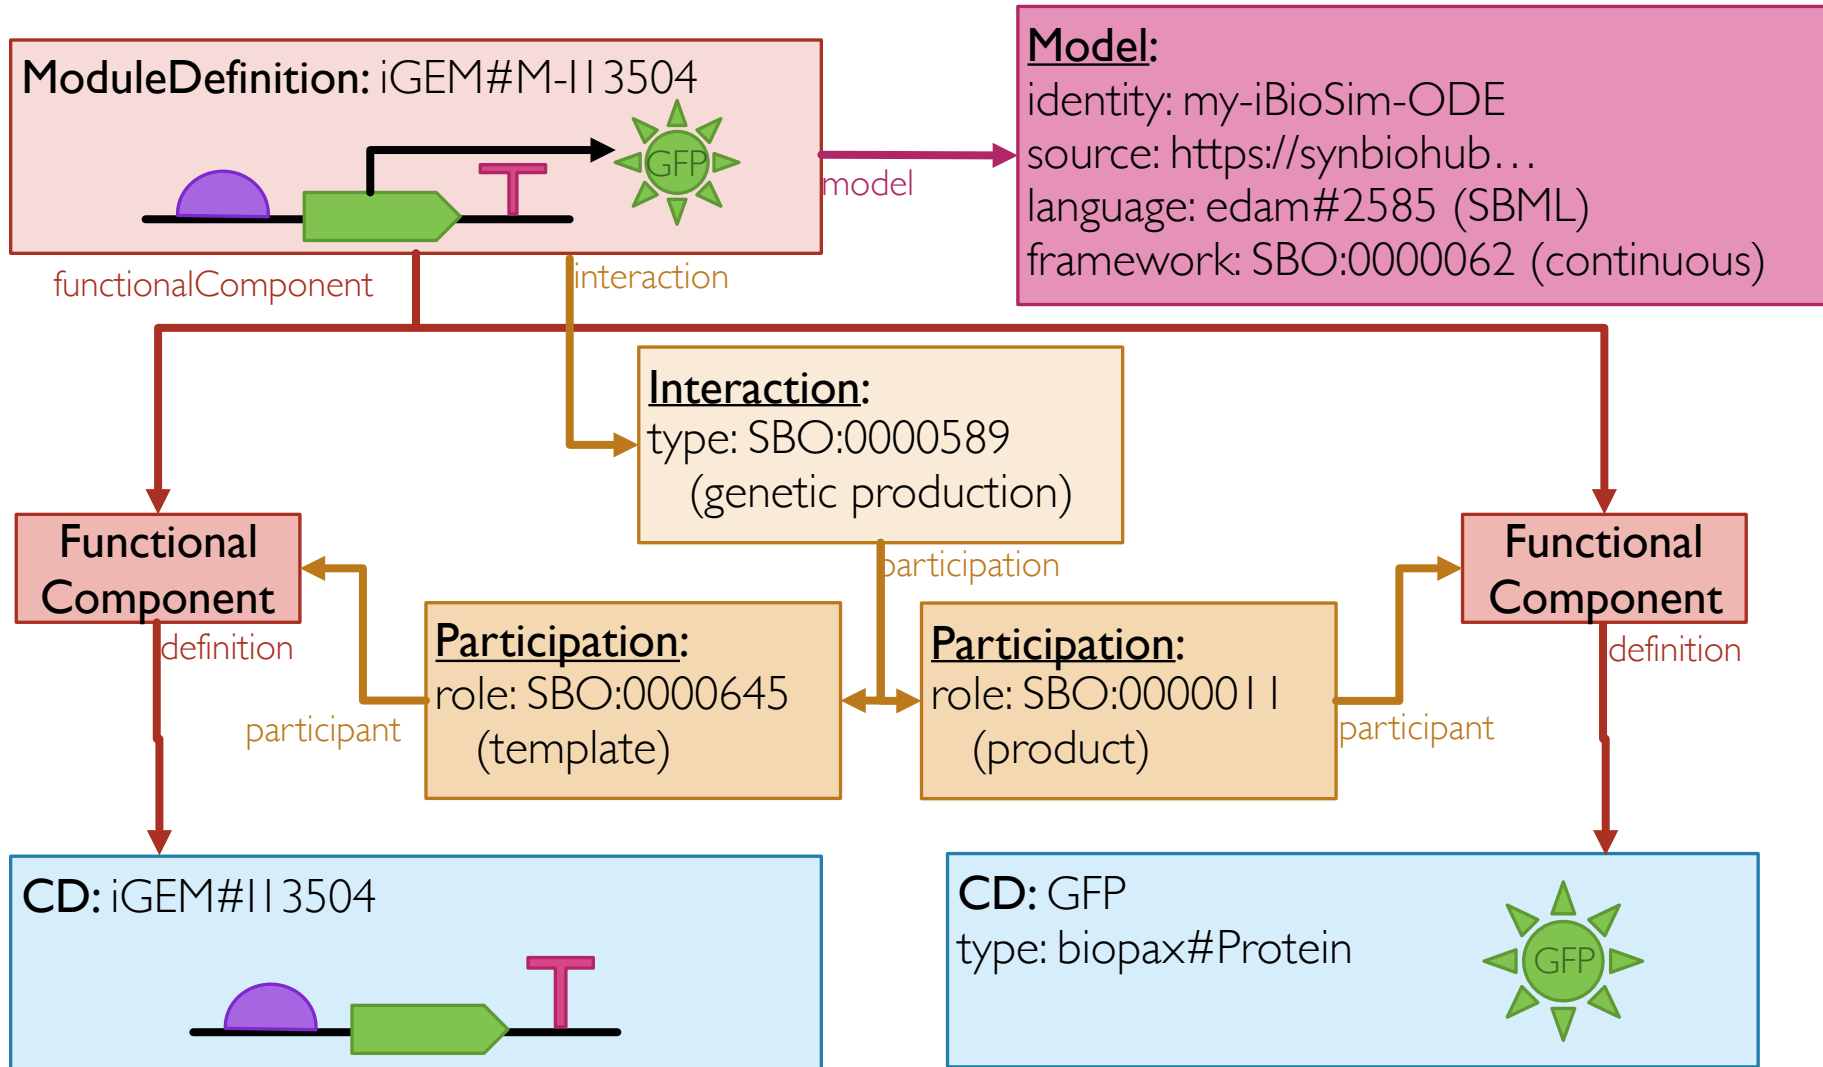 ModuleDefinition: iGEM#M-I13504
GFP
model
Model:
identity: my-iBioSim-ODE
source: https://synbiohub...
language: edam#2585 (SBML)
framework: SBO:0000062 (continuous)
functionalComponent
interaction
Interaction:
type: SBO:0000589
(genetic production)
participation
Functional
Component
definition
Functional
Component
definition
Participation:
role: SBO:0000645
(template)
participant
Participation:
role: SBO:0000011
(product)
participant
CD: iGEM#I13504
CD: GFP
type: biopax#Protein
GFP